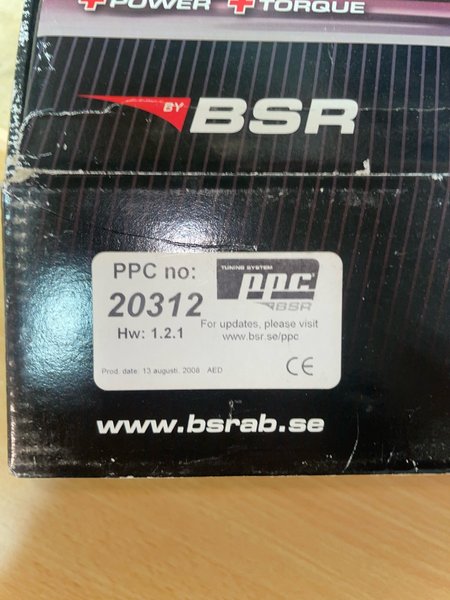 +POWER +TORQUE
BY BSR
PPC no:
20312
Hw: 1.2.1
TUNING SYSTEM
ppc
BSR
For updates, please visit
www.bsr.se/ppc
Prod. date: 13 augusti, 2008 AED
CE
www.bsrab.se